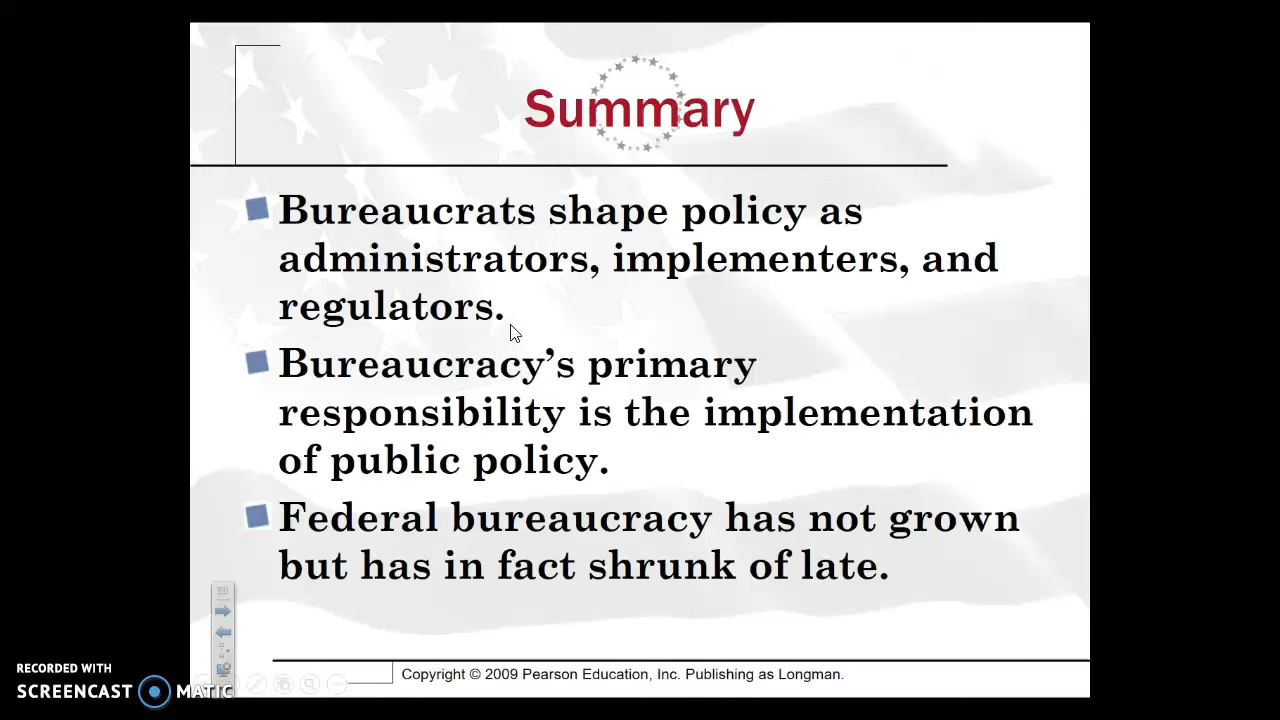 Summary
Bureaucrats shape policy as
administrators, implementers, and
regulators.
Bureaucracy’s primary
responsibility is the implementation
of public policy.
Federal bureaucracy has not grown
but has in fact shrunk of late.
Copyright © 2009 Pearson Education, Inc. Publishing as Longman.
RECORDED WITH
SCREENCAST MATIC